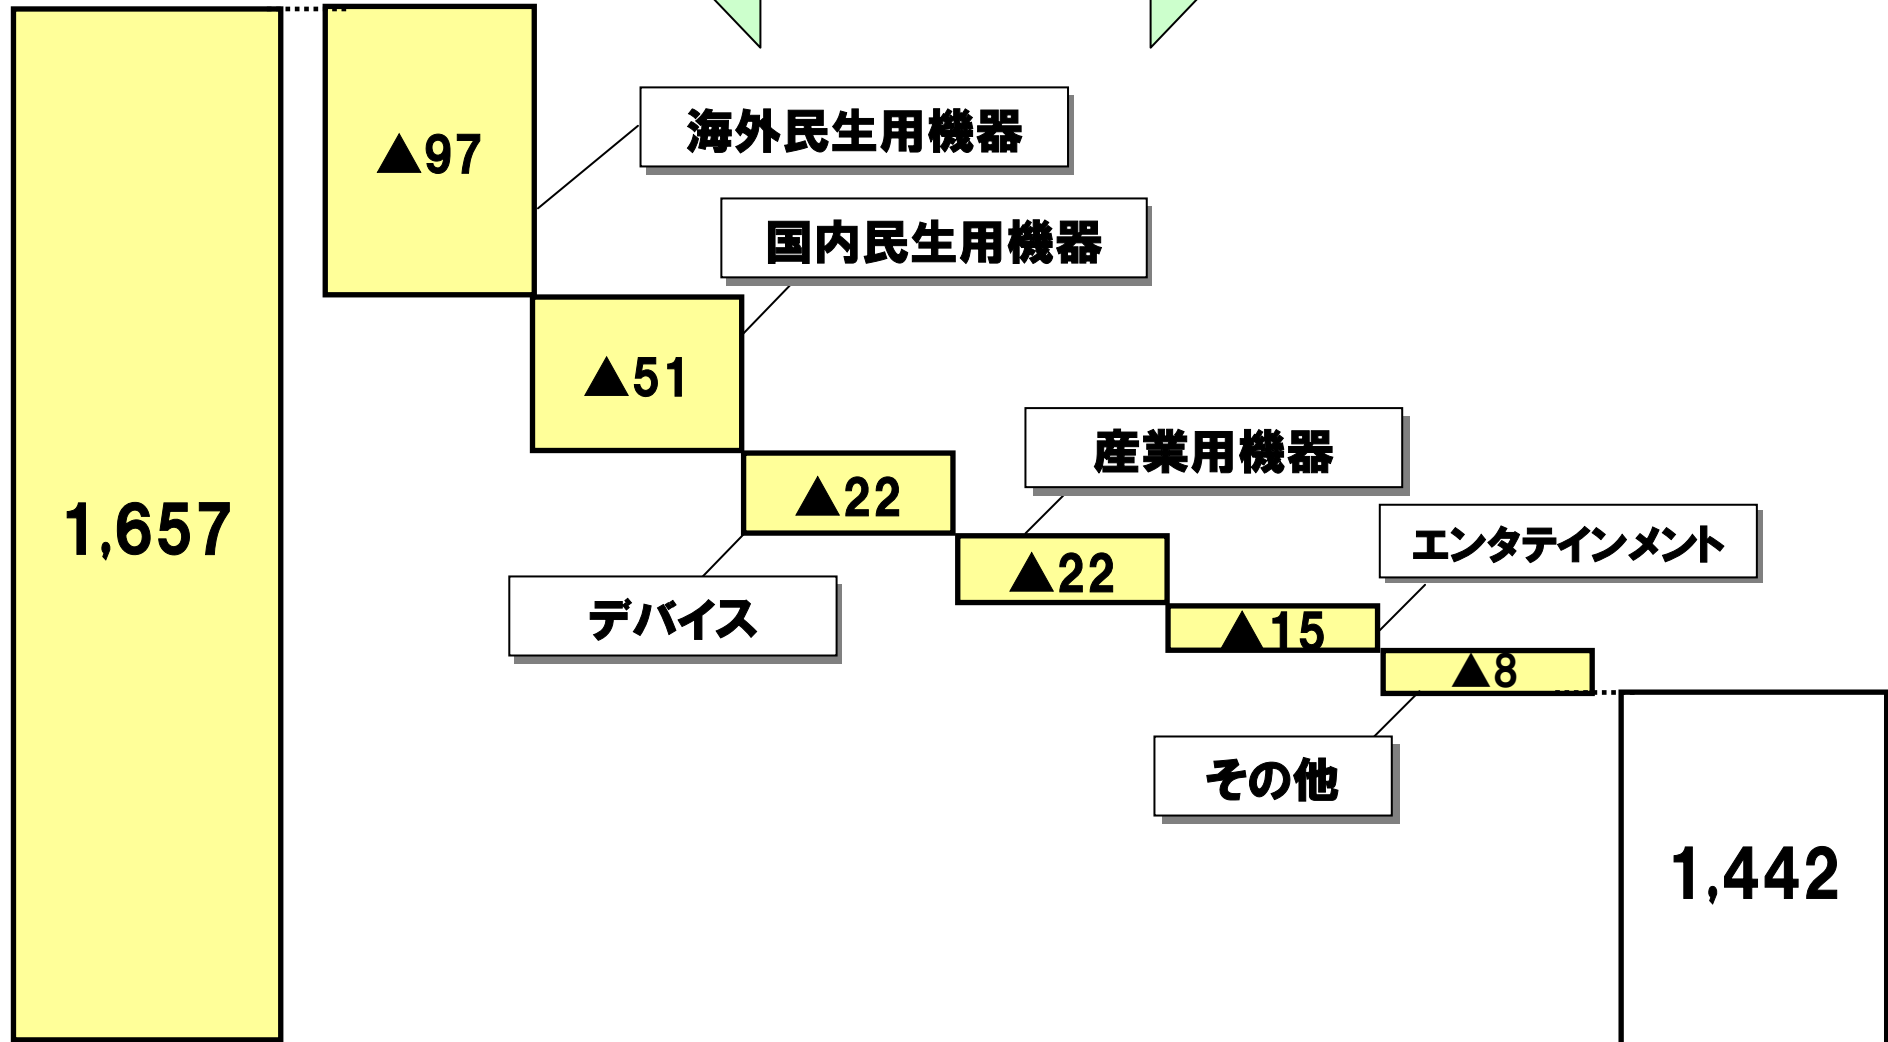 1,657
▲97
海外民生用機器
国内民生用機器
▲51
▲22
デバイス
産業用機器
▲22
エンタテインメント
▲15
▲8
その他
1,442